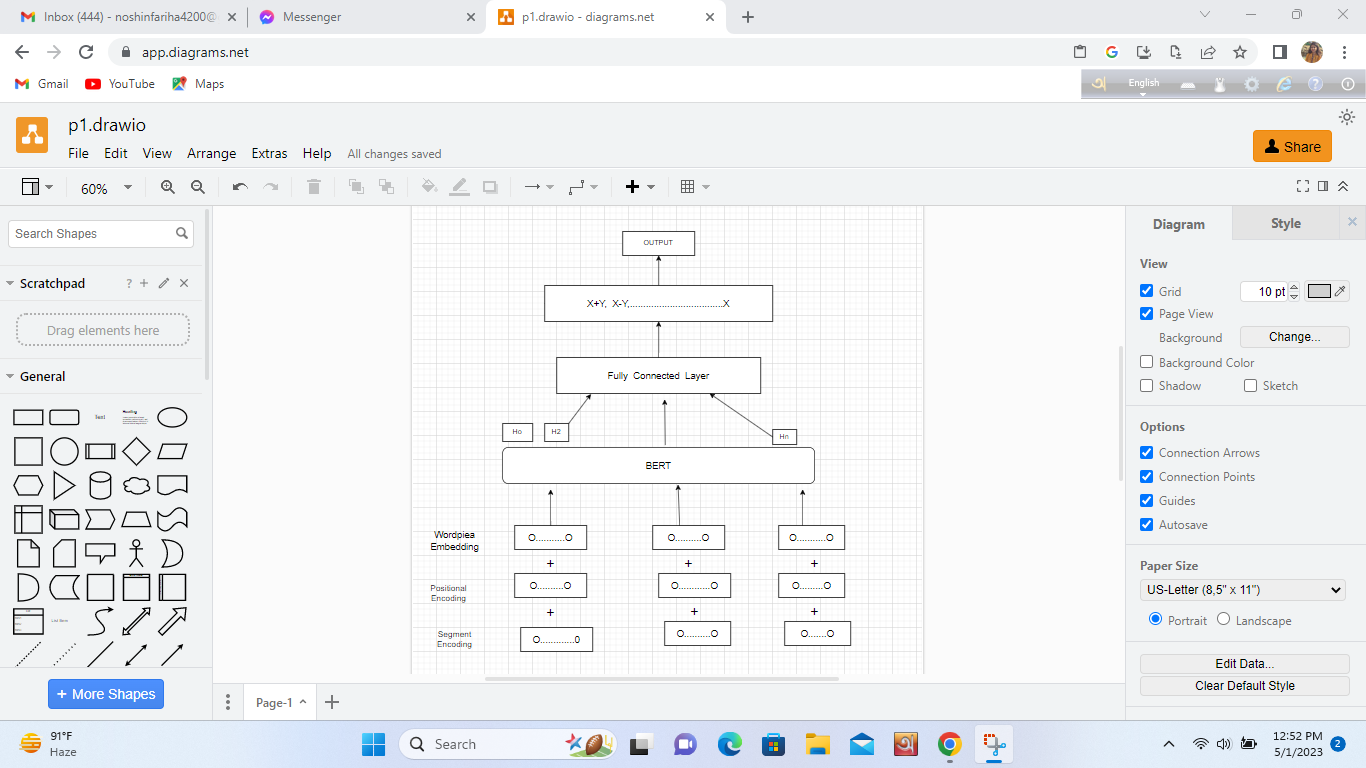 Inbox (444) - noshinfariha4200@
Messenger
p1.drawio - diagrams.net
app.diagrams.net
Gmail
YouTube
Maps
English
p1.drawio
File Edit View Arrange Extras Help All changes saved
Share
60%
Search Shapes
Scratchpad
Drag elements here
General
Text
Heading
+ More Shapes
OUTPUT
X+Y, X-Y,...................................X
Fully Connected Layer
Ho
H2
Hn
BERT
Wordpiea
Embedding
O...........O
O..........O
O...........O
+ + +
Positional
Encoding
O..........O
O............O
O.........O
+ + +
Segment
Encoding
O.............0
O..........O
O.......O
Page-1
Diagram
Style
View
Grid
10 pt
Page View
Background
Change...
Background Color
Shadow
Sketch
Options
Connection Arrows
Connection Points
Guides
Autosave
Paper Size
US-Letter (8,5" x 11")
Portrait
Landscape
Edit Data...
Clear Default Style
91°F
Haze
Search
12:52 PM
5/1/2023
2